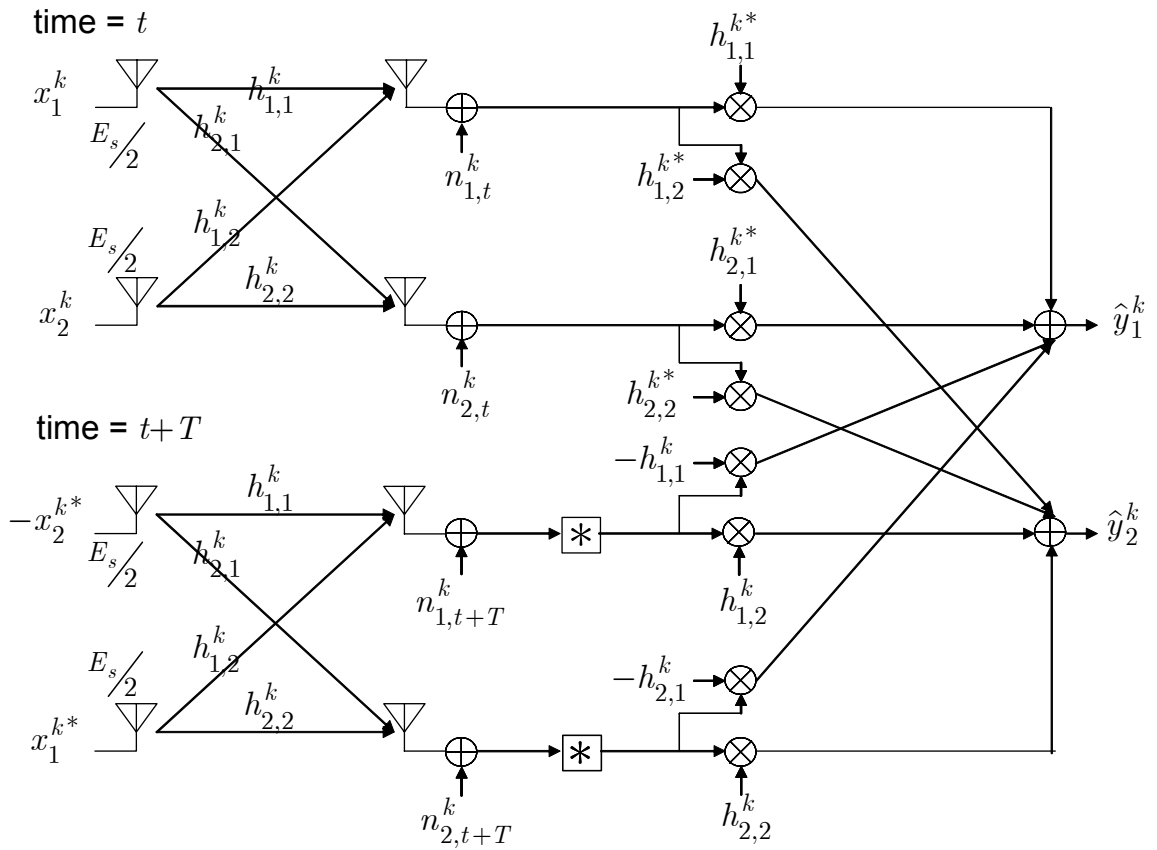 time = t
x_1^k
E_s/2
h_{1,1}^k
h_{2,1}^k
n_{1,t}^k
h_{1,1}^{k*}
h_{1,2}^{k*}
E_s/2
h_{1,2}^k
h_{2,2}^k
x_2^k
n_{2,t}^k
h_{2,1}^{k*}
h_{2,2}^{k*}
ŷ_1^k
time = t+T
-x_2^{k*}
E_s/2
h_{1,1}^k
h_{2,1}^k
n_{1,t+T}^k
*
-h_{1,1}^k
h_{1,2}^k
ŷ_2^k
E_s/2
h_{1,2}^k
h_{2,2}^k
x_1^{k*}
n_{2,t+T}^k
*
-h_{2,1}^k
h_{2,2}^k